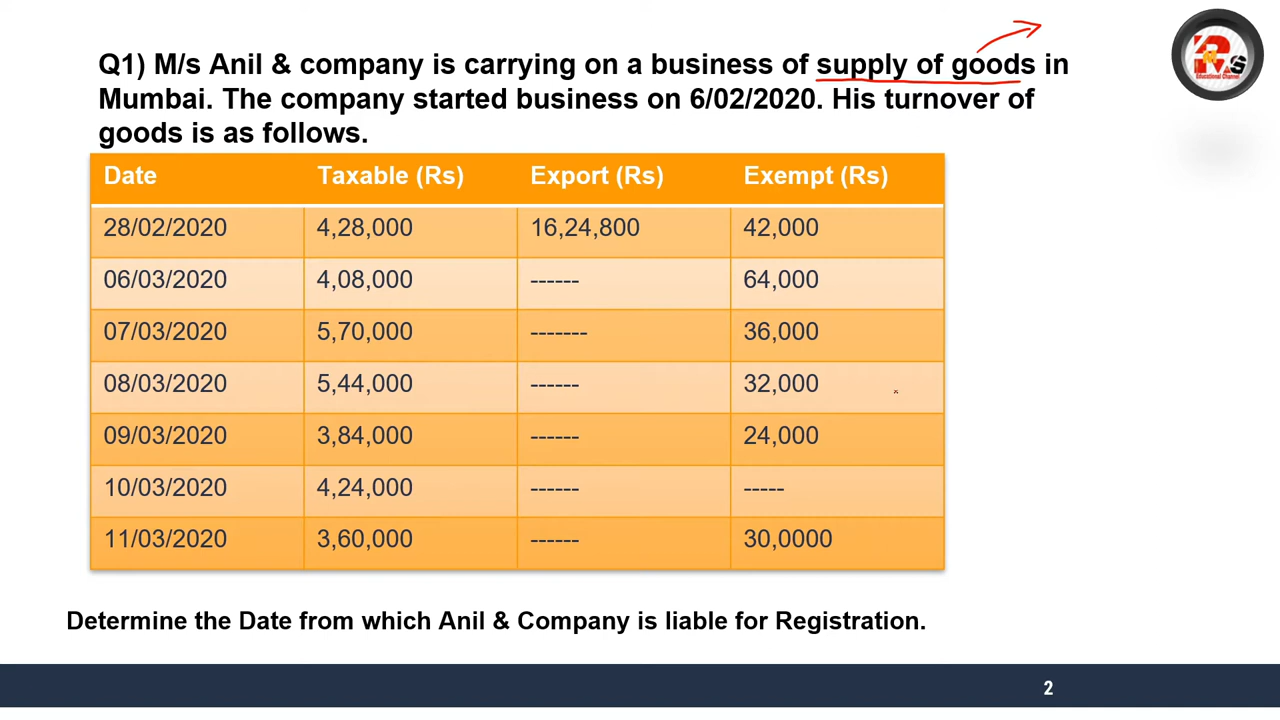 Q1) M/s Anil & company is carrying on a business of supply of goods in
Mumbai. The company started business on 6/02/2020. His turnover of
goods is as follows.
Date Taxable (Rs) Export (Rs) Exempt (Rs)
28/02/2020 4,28,000 16,24,800 42,000
06/03/2020 4,08,000 ------ 64,000
07/03/2020 5,70,000 ------- 36,000
08/03/2020 5,44,000 ------ 32,000
09/03/2020 3,84,000 ------ 24,000
10/03/2020 4,24,000 ------ -----
11/03/2020 3,60,000 ------ 30,0000
Determine the Date from which Anil & Company is liable for Registration.
2
Educational Channel